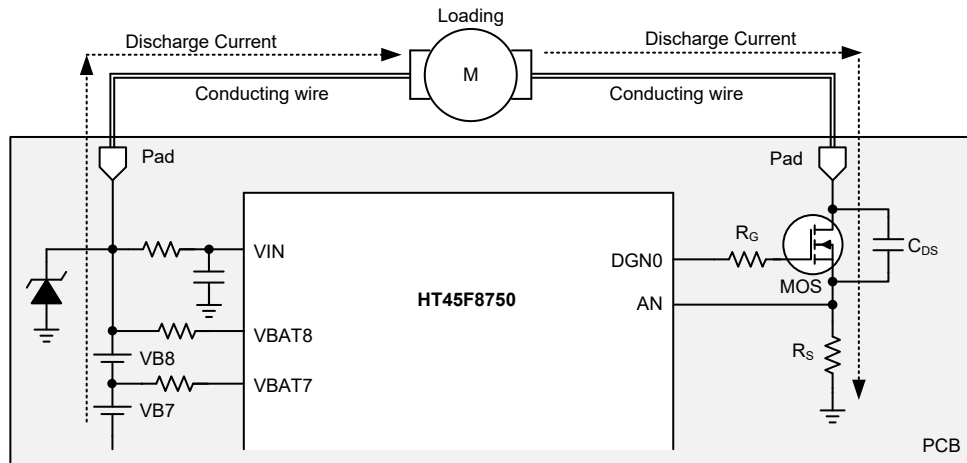 Loading
Discharge Current
Discharge Current
M
Conducting wire
Conducting wire
Pad
Pad
VIN
RG
CDS
DGN0
MOS
HT45F8750
AN
VBAT8
RS
VB8
VBAT7
VB7
PCB